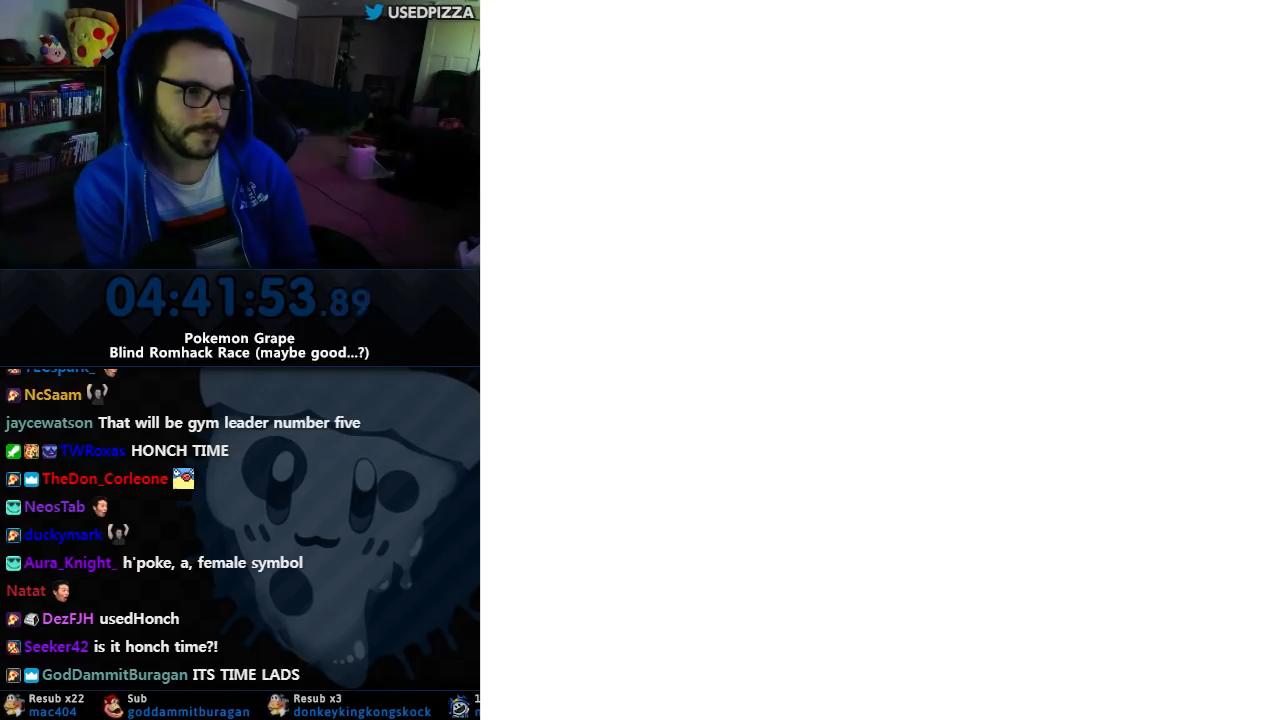 USEDPIZZA
04:41:53.89
Pokemon Grape
Blind Romhack Race (maybe good...?)
NcSaam
jaycewatson That will be gym leader number five
TWRoxas HONCH TIME
TheDon_Corleone
NeosTab
duckymark
Aura_Knight_ h'poke, a, female symbol
Natat
DezFJH usedHonch
Seeker42 is it honch time?!
GodDammitBuragan ITS TIME LADS
Resub x22 Sub Resub x3
mac404 goddammitburagan donkeykingkongskock